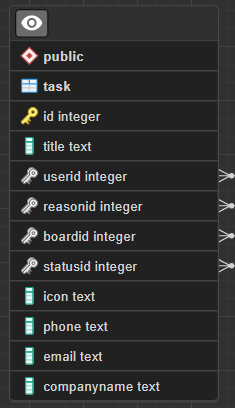 public
task
id integer
title text
userid integer
reasonid integer
boardid integer
statusid integer
icon text
phone text
email text
companyname text